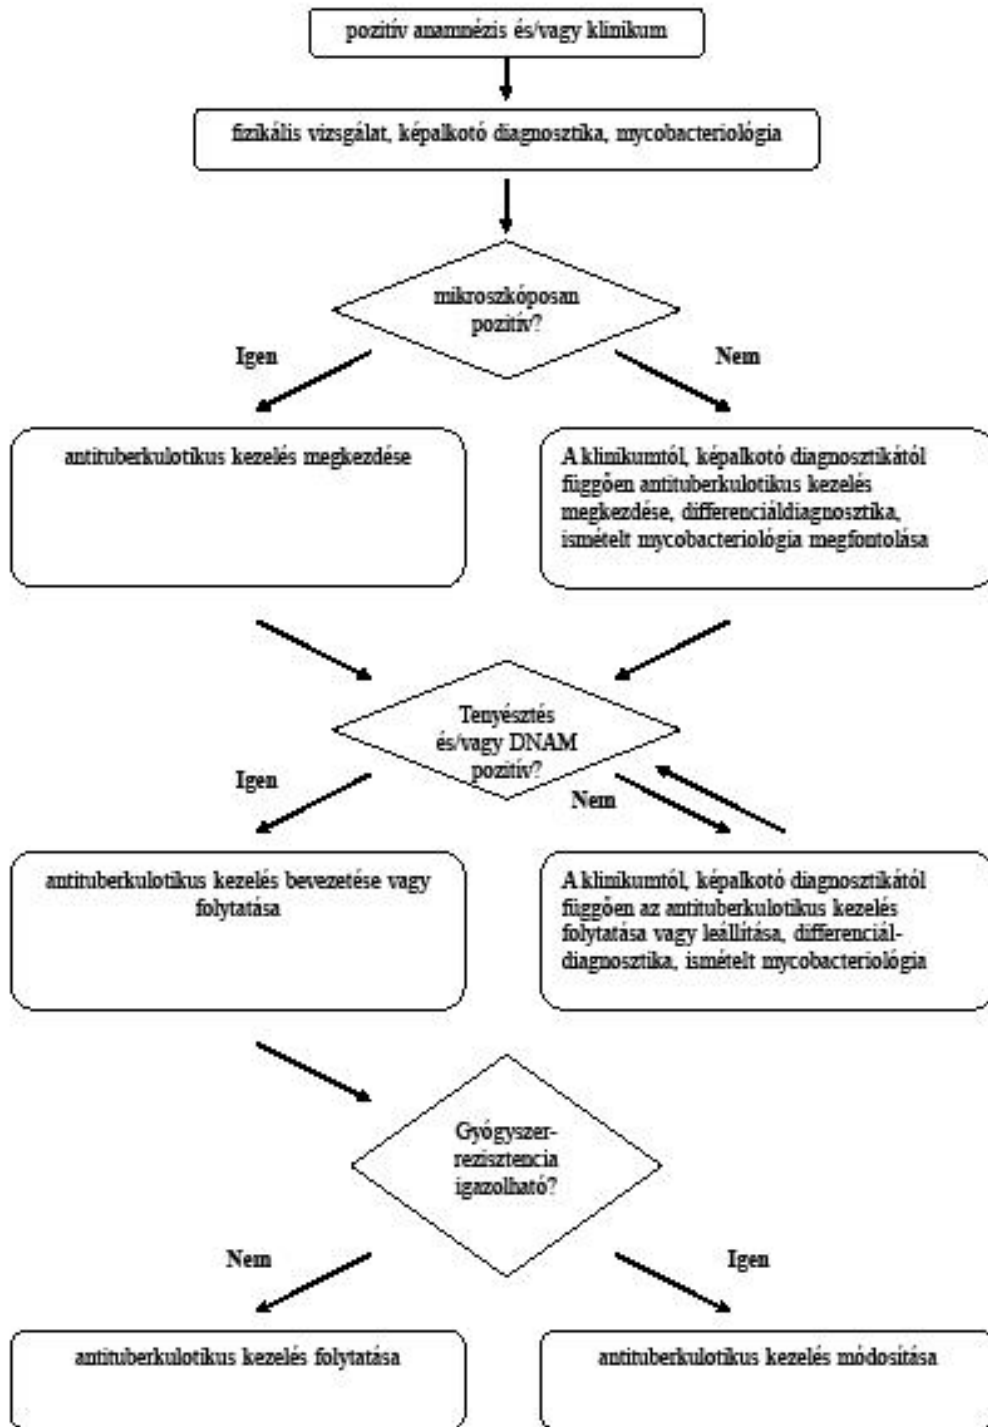 pozitív anamnézis és/vagy klinikum
fizikális vizsgálat, képalkotó diagnosztika, mycobacteriológia
mikroszkóposan
pozitív?
Igen
Nem
antituberkulotikus kezelés megkezdése
A klinikumtól, képalkotó diagnosztikától
függően antituberkulotikus kezelés
megkezdése, differenciáldiagnosztika,
ismételt mycobacteriológia megfontolása
Tenyésztés
és/vagy DNAM
pozitív?
Igen
Nem
antituberkulotikus kezelés bevezetése vagy
folytatása
A klinikumtól, képalkotó diagnosztikától
függően az antituberkulotikus kezelés
folytatása vagy leállítása, differenciál-
diagnosztika, ismételt mycobacteriológia
Gyógyszer-
rezisztencia
igazolható?
Nem
Igen
antituberkulotikus kezelés folytatása
antituberkulotikus kezelés módosítása